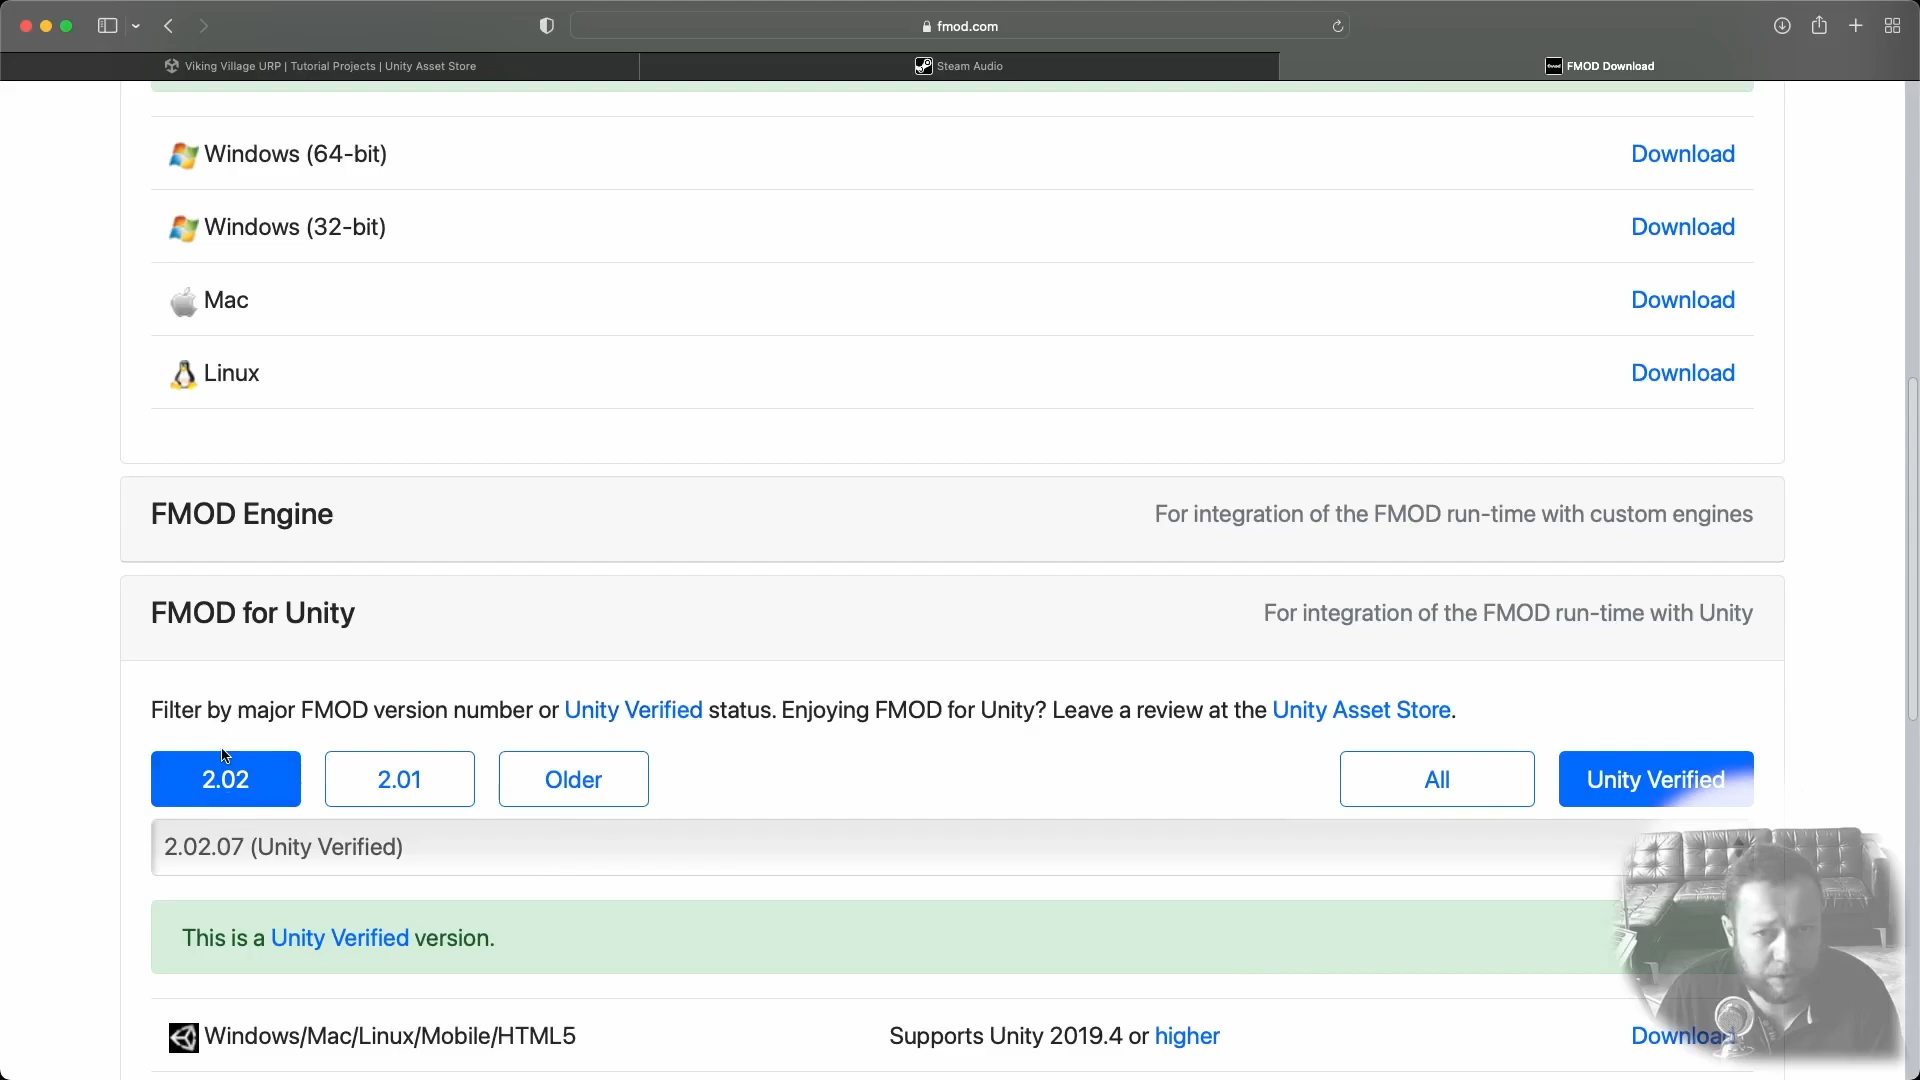 fmod.com
Viking Village URP | Tutorial Projects | Unity Asset Store
Steam Audio
FMOD Download
Windows (64-bit) Download
Windows (32-bit) Download
Mac Download
Linux Download
FMOD Engine For integration of the FMOD run-time with custom engines
FMOD for Unity For integration of the FMOD run-time with Unity
Filter by major FMOD version number or Unity Verified status. Enjoying FMOD for Unity? Leave a review at the Unity Asset Store.
2.02 2.01 Older All Unity Verified
2.02.07 (Unity Verified)
This is a Unity Verified version.
Windows/Mac/Linux/Mobile/HTML5 Supports Unity 2019.4 or higher Download